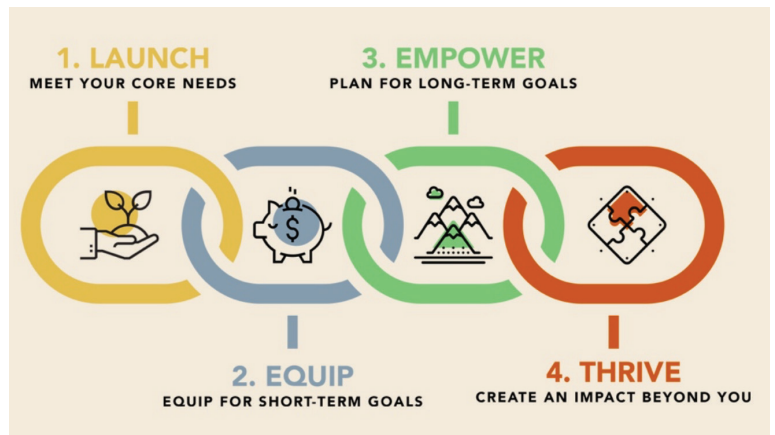 1. LAUNCH
MEET YOUR CORE NEEDS
3. EMPOWER
PLAN FOR LONG-TERM GOALS
$
2. EQUIP
EQUIP FOR SHORT-TERM GOALS
4. THRIVE
CREATE AN IMPACT BEYOND YOU